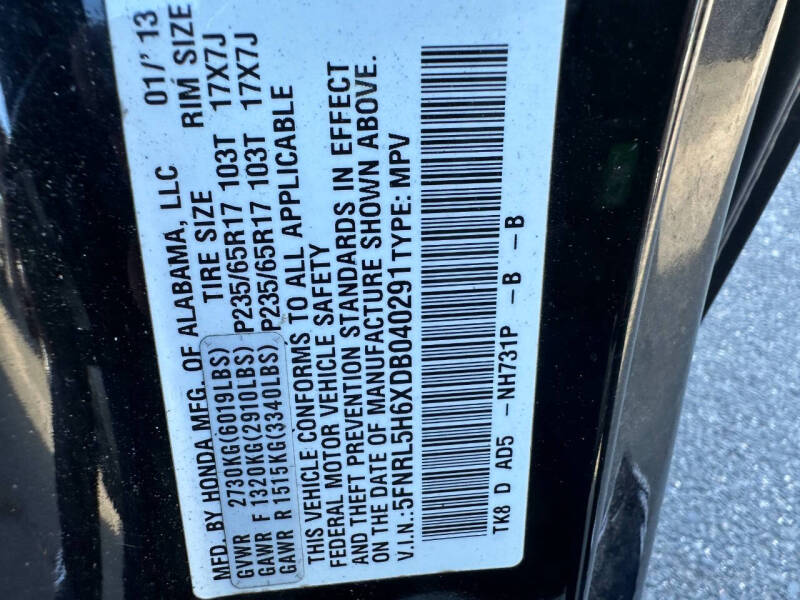 MFD. BY HONDA MFG. OF ALABAMA, LLC 01/'13
TIRE SIZE RIM SIZE
GVWR 2730KG(6019LBS)
GAWR F 1320KG(2910LBS) P235/65R17 103T 17X7J
GAWR R 1515KG(3340LBS) P235/65R17 103T 17X7J
THIS VEHICLE CONFORMS TO ALL APPLICABLE
FEDERAL MOTOR VEHICLE SAFETY
AND THEFT PREVENTION STANDARDS IN EFFECT
ON THE DATE OF MANUFACTURE SHOWN ABOVE.
V.I.N.:5FNRL5H6XDB040291 TYPE: MPV
TK8 D AD5 -NH731P -B -B